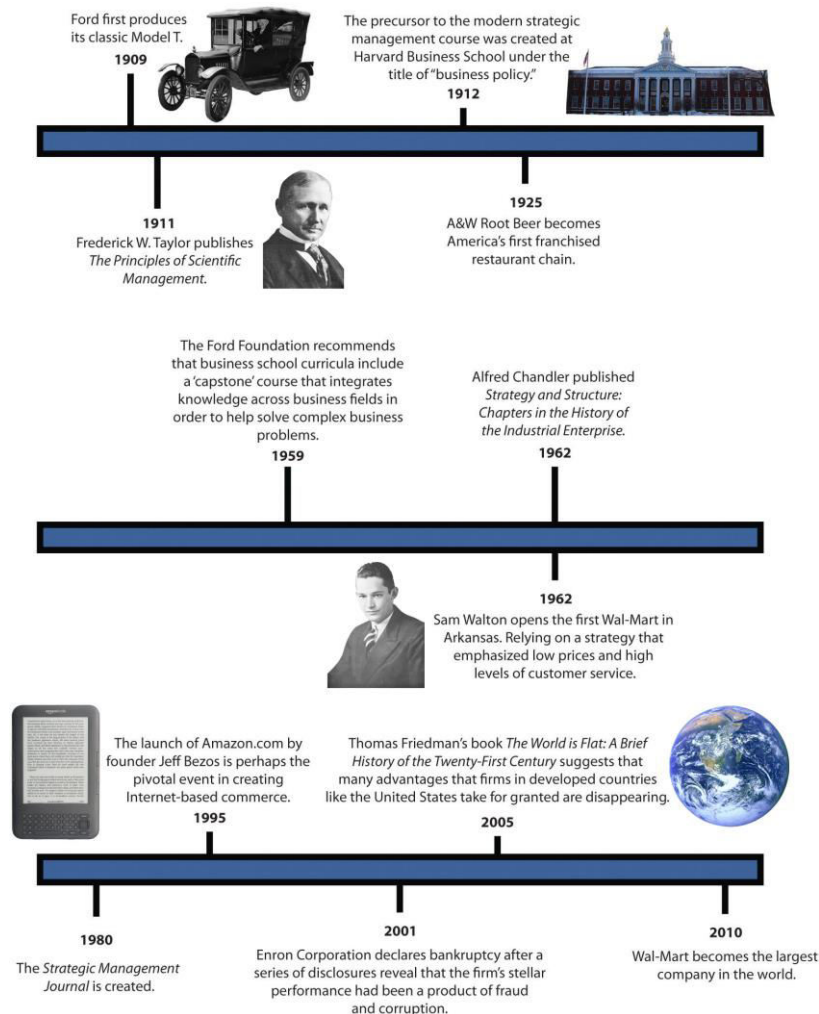 Ford first produces
its classic Model T.
1909
The precursor to the modern strategic
management course was created at
Harvard Business School under the
title of “business policy.”
1912
1911
Frederick W. Taylor publishes
The Principles of Scientific
Management.
1925
A&W Root Beer becomes
America’s first franchised
restaurant chain.
The Ford Foundation recommends
that business school curricula include
a ‘capstone’ course that integrates
knowledge across business fields in
order to help solve complex business
problems.
1959
Alfred Chandler published
Strategy and Structure:
Chapters in the History of
the Industrial Enterprise.
1962
1962
Sam Walton opens the first Wal-Mart in
Arkansas. Relying on a strategy that
emphasized low prices and high
levels of customer service.
The launch of Amazon.com by
founder Jeff Bezos is perhaps the
pivotal event in creating
Internet-based commerce.
1995
Thomas Friedman’s book The World is Flat: A Brief
History of the Twenty-First Century suggests that
many advantages that firms in developed countries
like the United States take for granted are disappearing.
2005
1980
The Strategic Management
Journal is created.
2001
Enron Corporation declares bankruptcy after a
series of disclosures reveal that the firm’s stellar
performance had been a product of fraud
and corruption.
2010
Wal-Mart becomes the largest
company in the world.